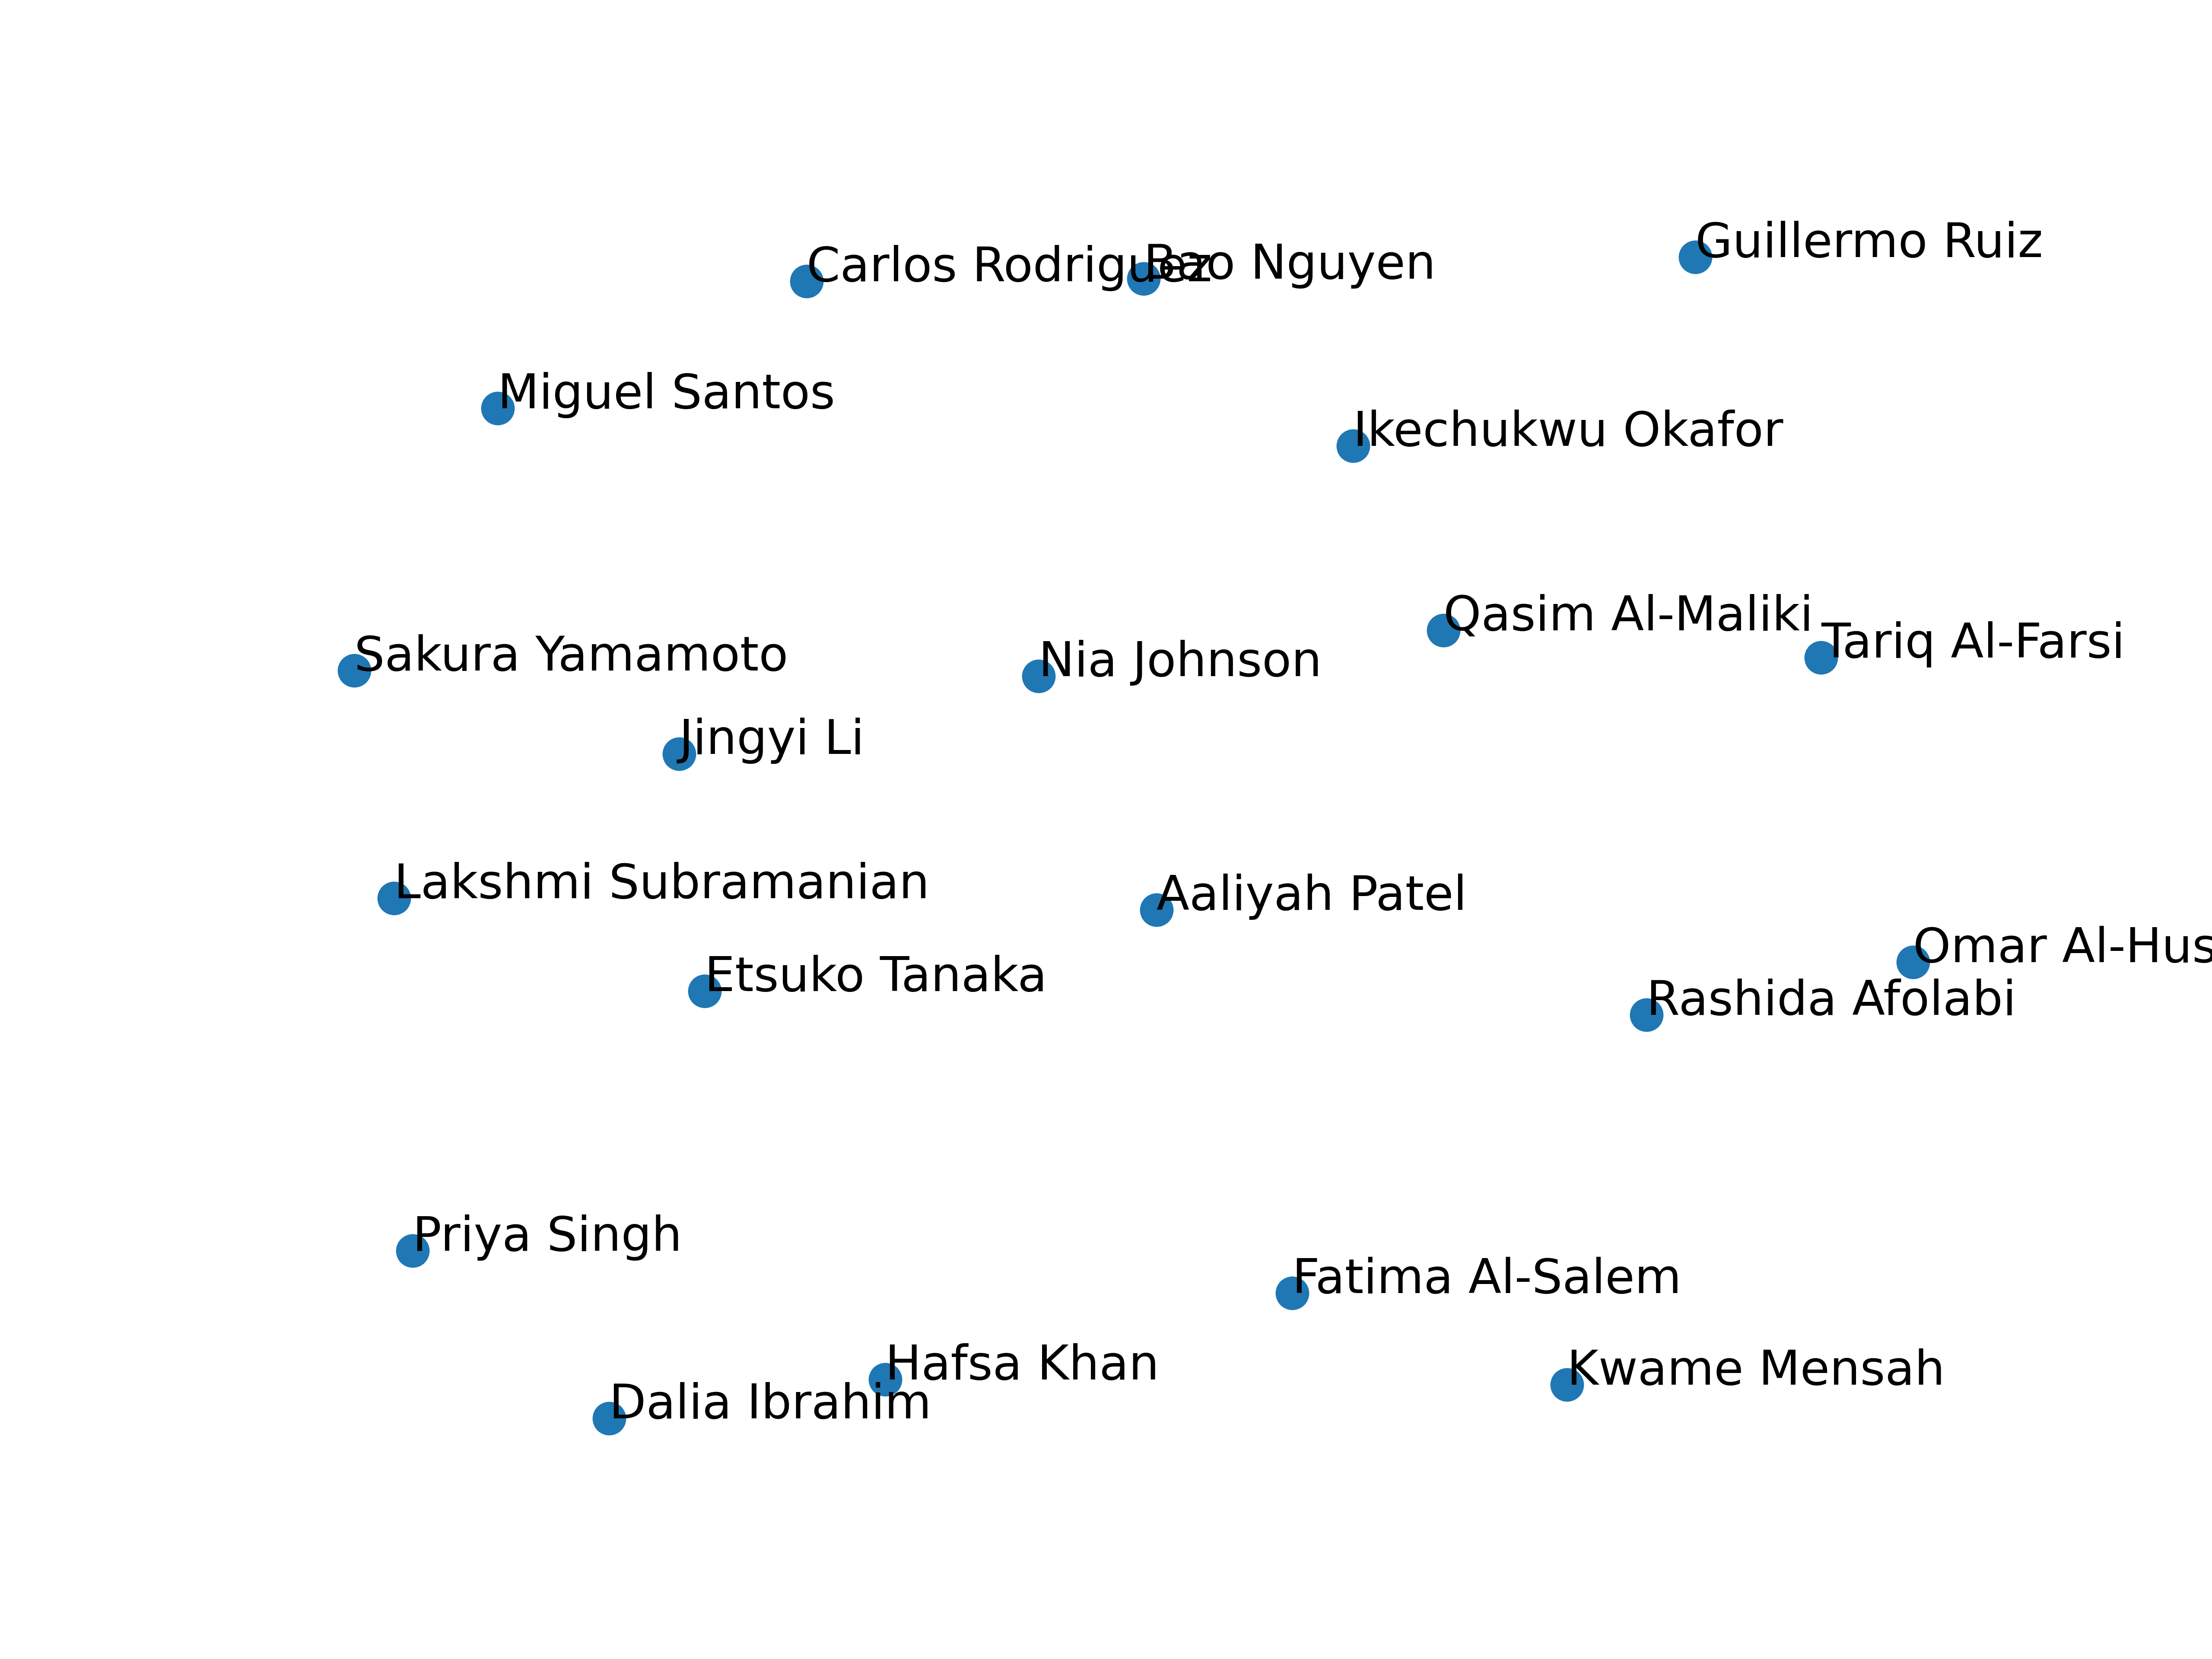 Guillermo Ruiz
Carlos Rodriguez
Bao Nguyen
Miguel Santos
Ikechukwu Okafor
Qasim Al-Maliki
Tariq Al-Farsi
Sakura Yamamoto
Nia Johnson
Jingyi Li
Lakshmi Subramanian
Aaliyah Patel
Omar Al-Hus
Etsuko Tanaka
Rashida Afolabi
Priya Singh
Fatima Al-Salem
Hafsa Khan
Kwame Mensah
Dalia Ibrahim